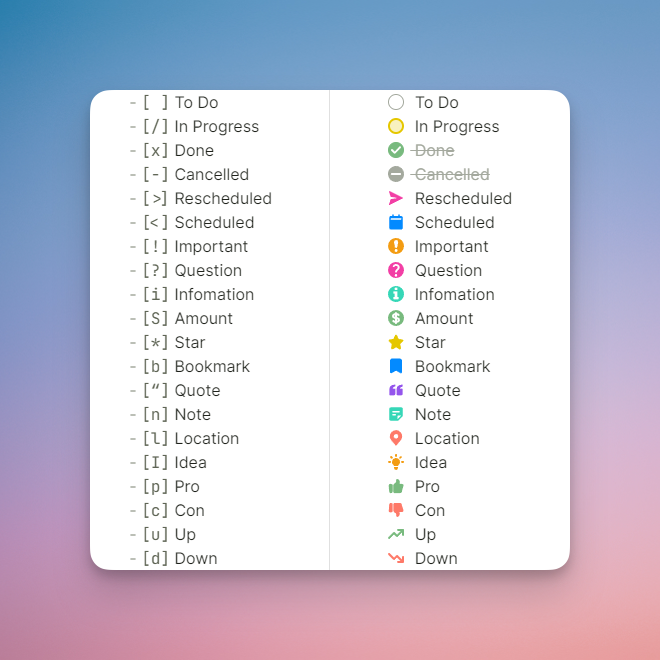 - [ ] To Do
- [/] In Progress
- [x] Done
- [-] Cancelled
- [>] Rescheduled
- [<] Scheduled
- [!] Important
- [?] Question
- [i] Infomation
- [S] Amount
- [*] Star
- [b] Bookmark
- [“] Quote
- [n] Note
- [l] Location
- [I] Idea
- [p] Pro
- [c] Con
- [u] Up
- [d] Down
To Do
In Progress
Done
Cancelled
Rescheduled
Scheduled
Important
Question
Infomation
Amount
Star
Bookmark
Quote
Note
Location
Idea
Pro
Con
Up
Down